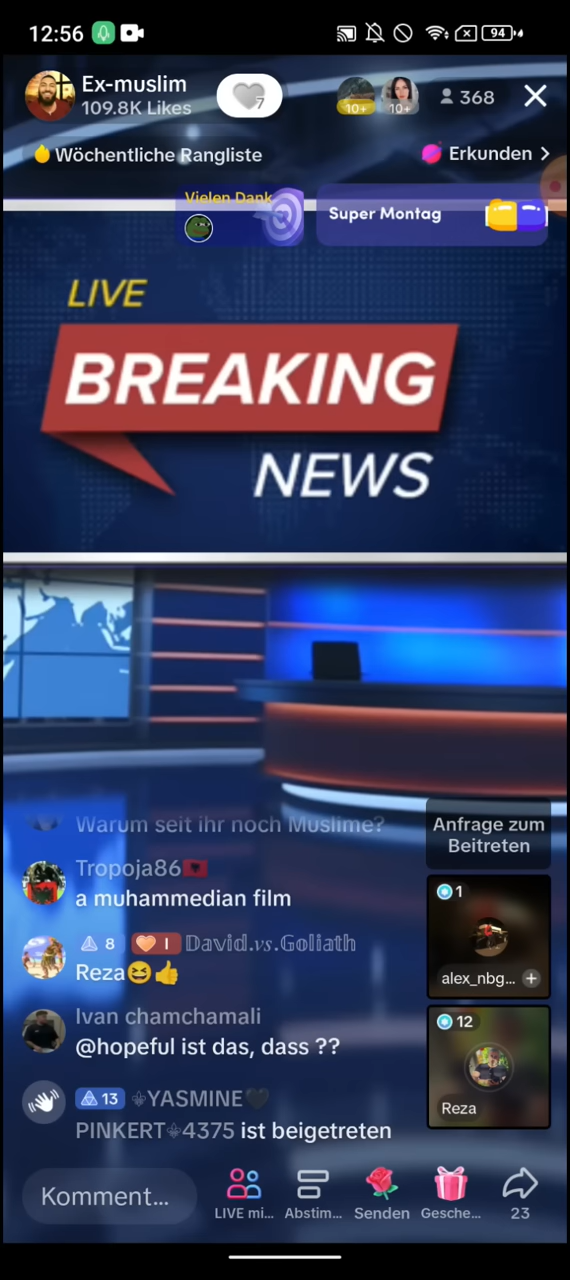 12:56
94
Ex-muslim
109.8K Likes
7
10+
10+
368
Wöchentliche Rangliste
Erkunden
Vielen Dank
Super Montag
LIVE
BREAKING
NEWS
Warum seit ihr noch Muslime?
Anfrage zum
Beitreten
Tropoja86🇦🇱
a muhammedian film
1
8 I 𝔻𝕒𝕧𝕚𝕕.𝓿𝓼.𝔾𝕠𝕝𝕚𝕒𝕥𝕙
Reza😆👍
alex_nbg...
Ivan chamchamali
@hopeful ist das, dass ??
12
13 ⚜YASMINE🖤
PINKERT⚜4375 ist beigetreten
Reza
Komment...
LIVE mi...
Abstim...
Senden
Gesche...
23